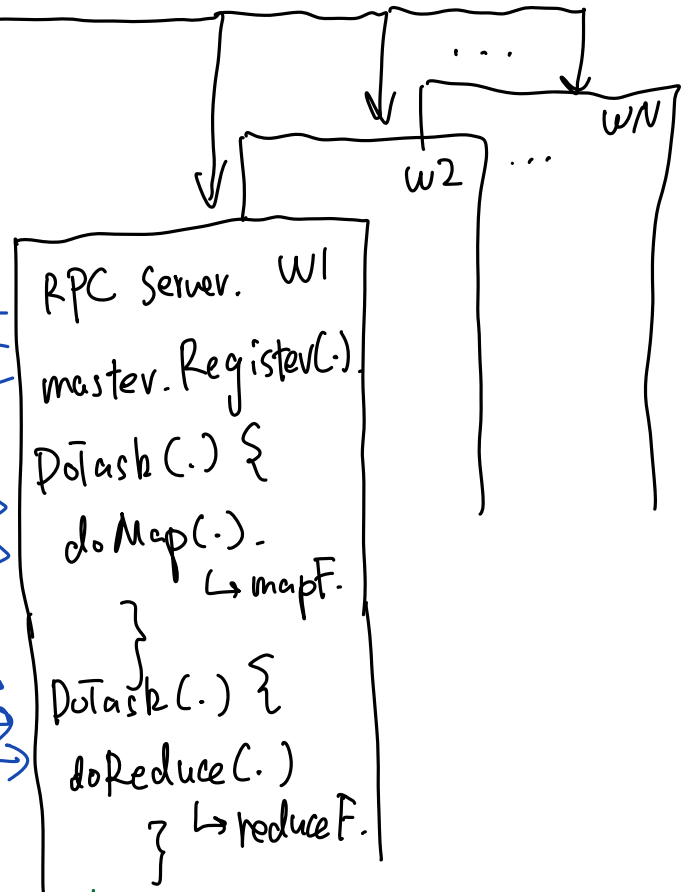 ...
WN
W2 ...
RPC Server. W1
master.Register(.)
DoTask(.) {
doMap(.).
↳ mapF.
}
DoTask(.) {
doReduce(.)
↳ reduceF.
}